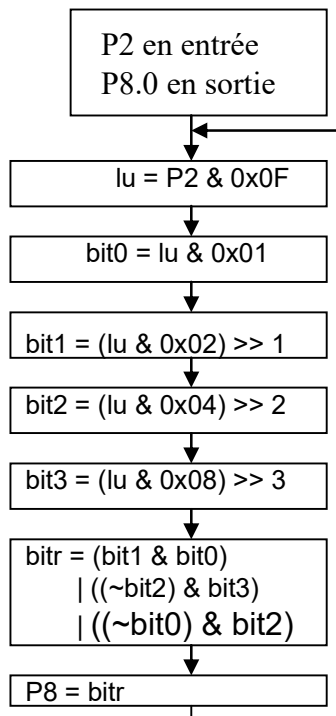 P2 en entrée
P8.0 en sortie
lu = P2 & 0x0F
bit0 = lu & 0x01
bit1 = (lu & 0x02) >> 1
bit2 = (lu & 0x04) >> 2
bit3 = (lu & 0x08) >> 3
bitr = (bit1 & bit0)
| ((~bit2) & bit3)
| ((~bit0) & bit2)
P8 = bitr